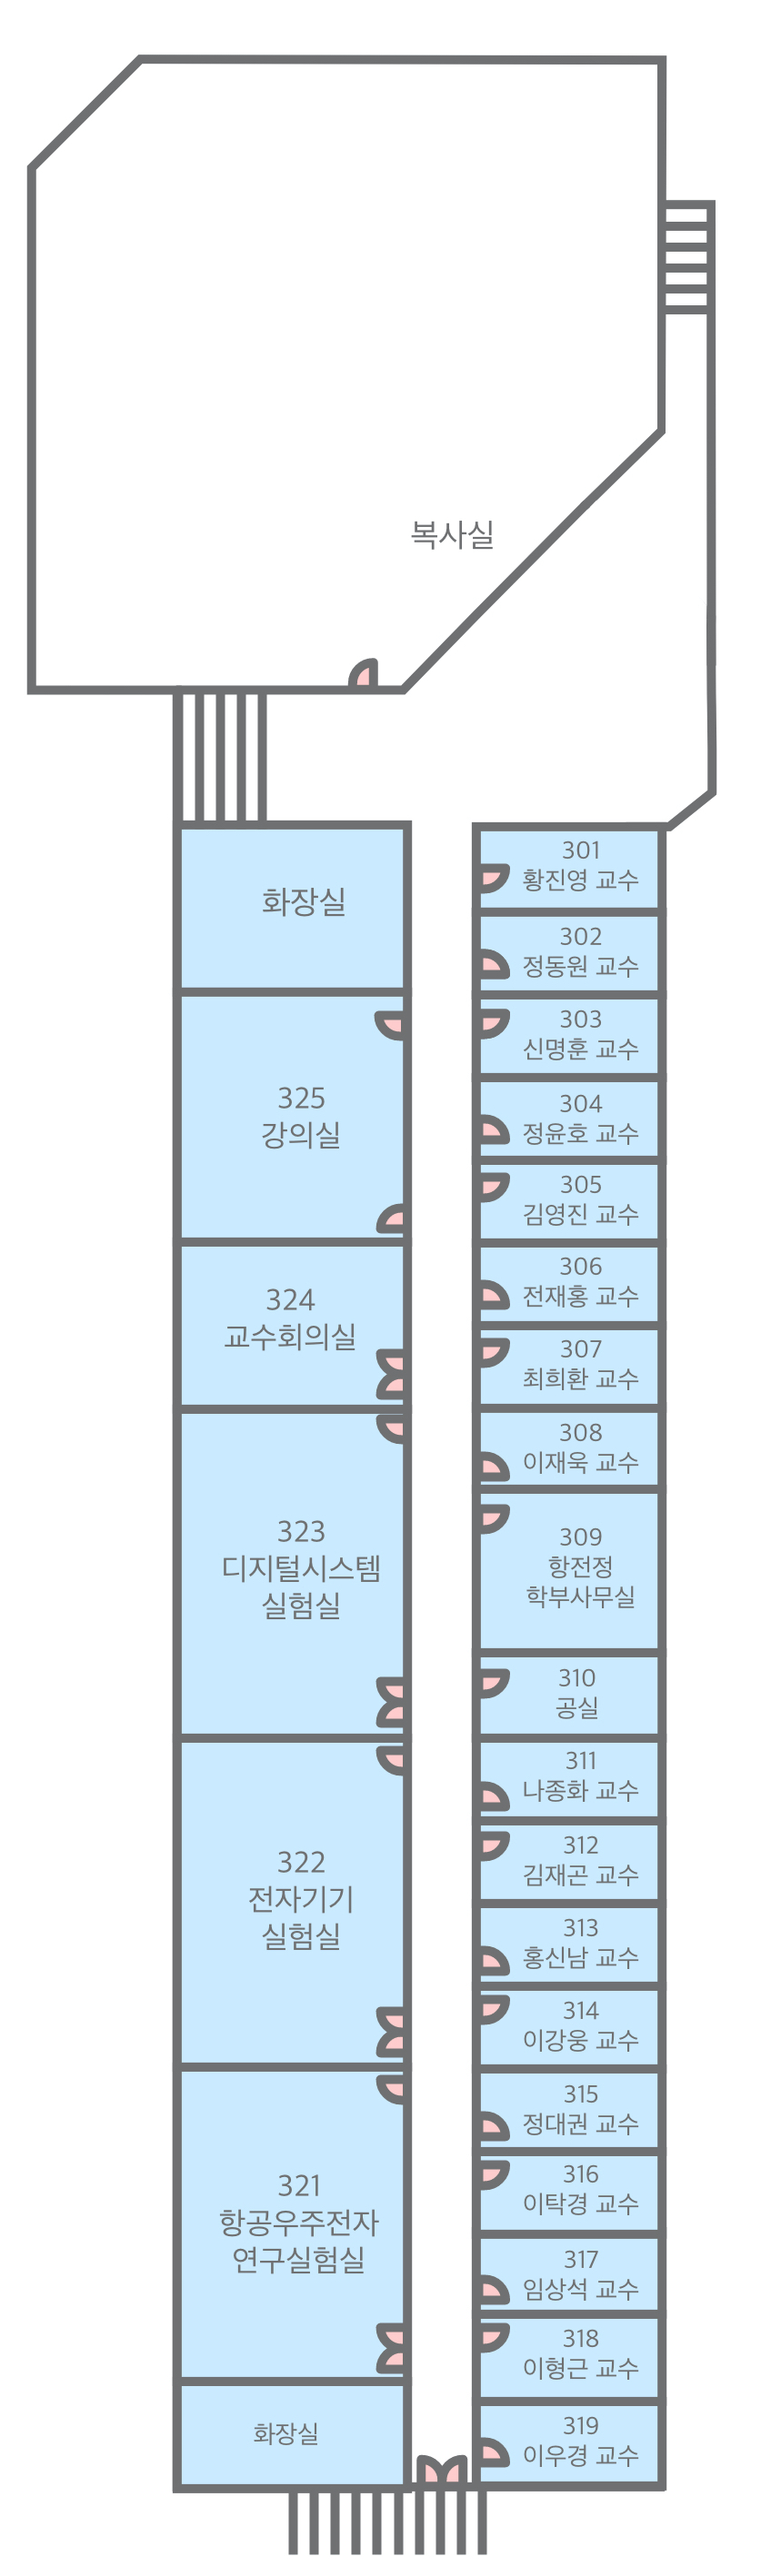 복사실
화장실
325
강의실
324
교수회의실
323
디지털시스템
실험실
322
전자기기
실험실
321
항공우주전자
연구실험실
화장실
301
황진영 교수
302
정동원 교수
303
신명훈 교수
304
정윤호 교수
305
김영진 교수
306
전재홍 교수
307
최희환 교수
308
이재욱 교수
309
항전정
학부사무실
310
공실
311
나종화 교수
312
김재곤 교수
313
홍신남 교수
314
이강웅 교수
315
정대권 교수
316
이탁경 교수
317
임상석 교수
318
이형근 교수
319
이우경 교수